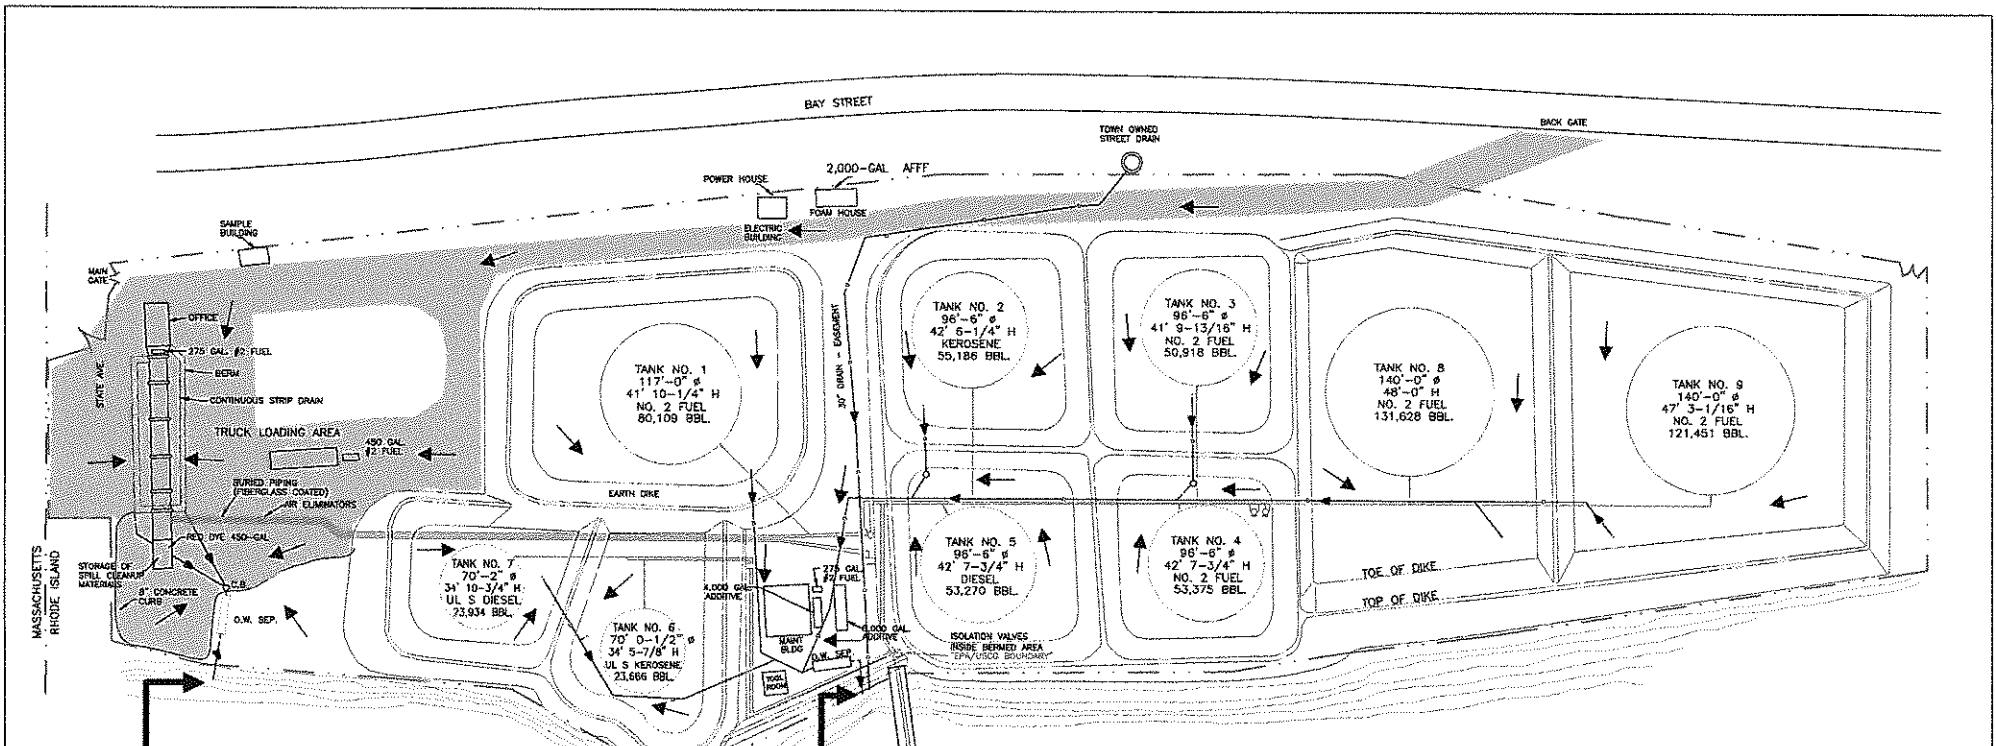 BAY STREET
TOWN OWNED
STREET DRAIN
BACK GATE
POWER HOUSE
2,000-GAL AFFF
FOAM HOUSE
ELECTRIC
BUILDING
SAMPLE
BUILDING
MAIN
GATE
OFFICE
275 GAL. #2 FUEL
BERM
CONTINUOUS STRIP DRAIN
STATE AVE.
TRUCK LOADING AREA
450 GAL.
#2 FUEL
BURIED PIPING
(FIBERGLASS COATED)
AIR ELIMINATORS
RED DYE 450-GAL
STORAGE OF
SPILL CLEANUP
MATERIALS
C.B.
CONCRETE
CURB
O.W. SEP.
MASSACHUSETTS
RHODE ISLAND
TANK NO. 1
117'-0" ø
41' 10-1/4" H
NO. 2 FUEL
80,109 BBL.
EARTH DIKE
30" DRAIN - EASEMENT
TANK NO. 2
96'-6" ø
42' 6-1/4" H
KEROSENE
55,186 BBL.
TANK NO. 3
96'-6" ø
41' 9-13/16" H
NO. 2 FUEL
50,918 BBL.
TANK NO. 8
140'-0" ø
48'-0" H
NO. 2 FUEL
131,628 BBL.
TANK NO. 9
140'-0" ø
47' 3-1/16" H
NO. 2 FUEL
121,451 BBL.
TANK NO. 7
70'-2" ø
34' 10-3/4" H
UL S DIESEL
23,934 BBL.
TANK NO. 6
70' 0-1/2" ø
34' 5-7/8" H
UL S KEROSENE
23,666 BBL.
4,000 GAL
ADDITIVE
275 GAL
#2 FUEL
MAINT
BLDG
GAL
ADDITIVE
O.W. SEP
TOOL
ROOM
TANK NO. 5
96'-6" ø
42' 7-3/4" H
DIESEL
53,270 BBL.
TANK NO. 4
96'-6" ø
42' 7-3/4" H
NO. 2 FUEL
53,375 BBL.
ISOLATION VALVES
INSIDE BERMED AREA
EPA/USCG BOUNDARY
TOE OF DIKE
TOP OF DIKE